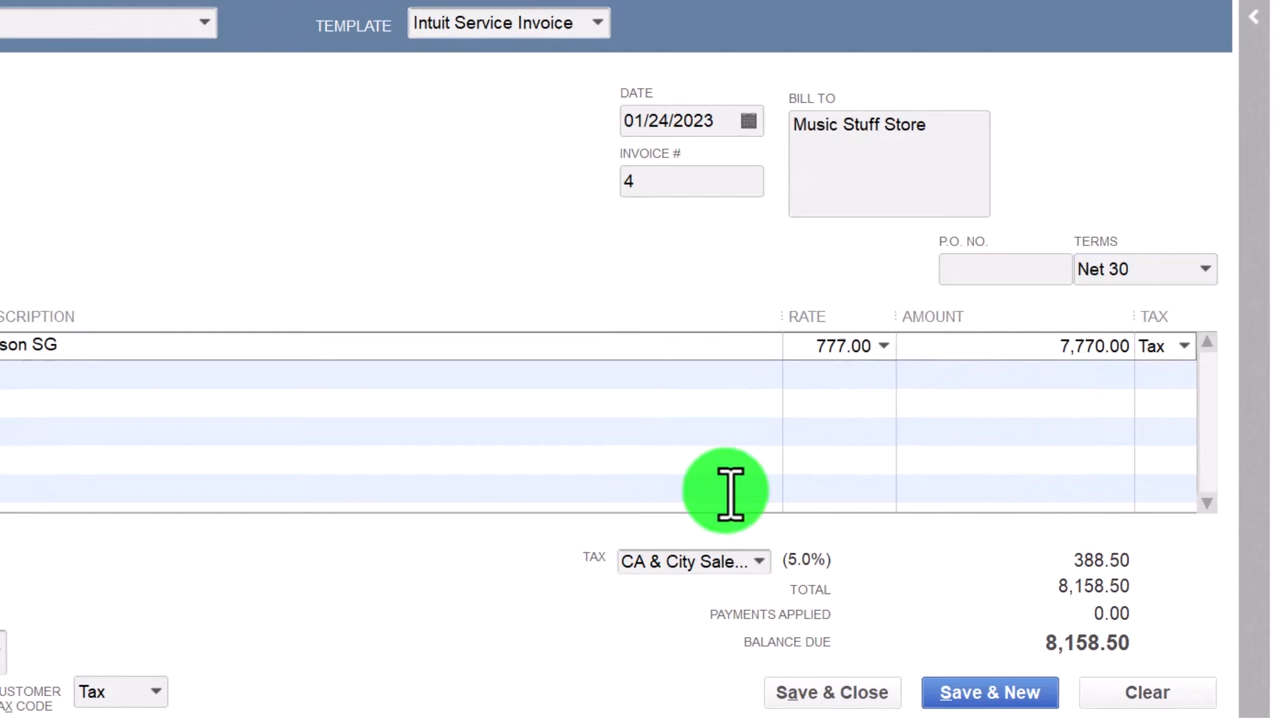 TEMPLATE Intuit Service Invoice
DATE
BILL TO
01/24/2023
Music Stuff Store
INVOICE #
4
P.O. NO. TERMS
Net 30
SCRIPTION RATE AMOUNT TAX
son SG 777.00 7,770.00 Tax
TAX CA & City Sale... (5.0%) 388.50
TOTAL 8,158.50
PAYMENTS APPLIED 0.00
BALANCE DUE 8,158.50
USTOMER
AX CODE
Tax
Save & Close Save & New Clear